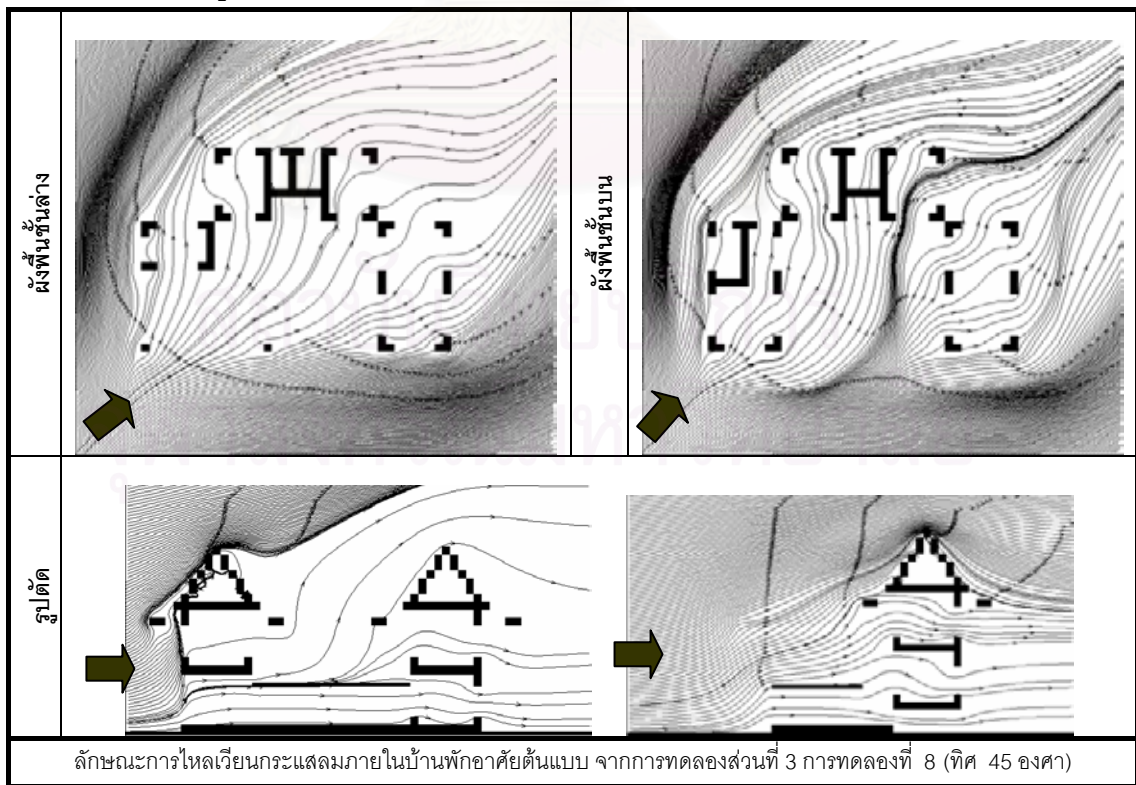 ผังพื้นชั้นล่าง
ผังพื้นชั้นบน
รูปตัด
ลักษณะการไหลเวียนกระแสลมภายในบ้านพักอาศัยต้นแบบ จากการทดลองส่วนที่ 3 การทดลองที่ 8 (ทิศ 45 องศา)